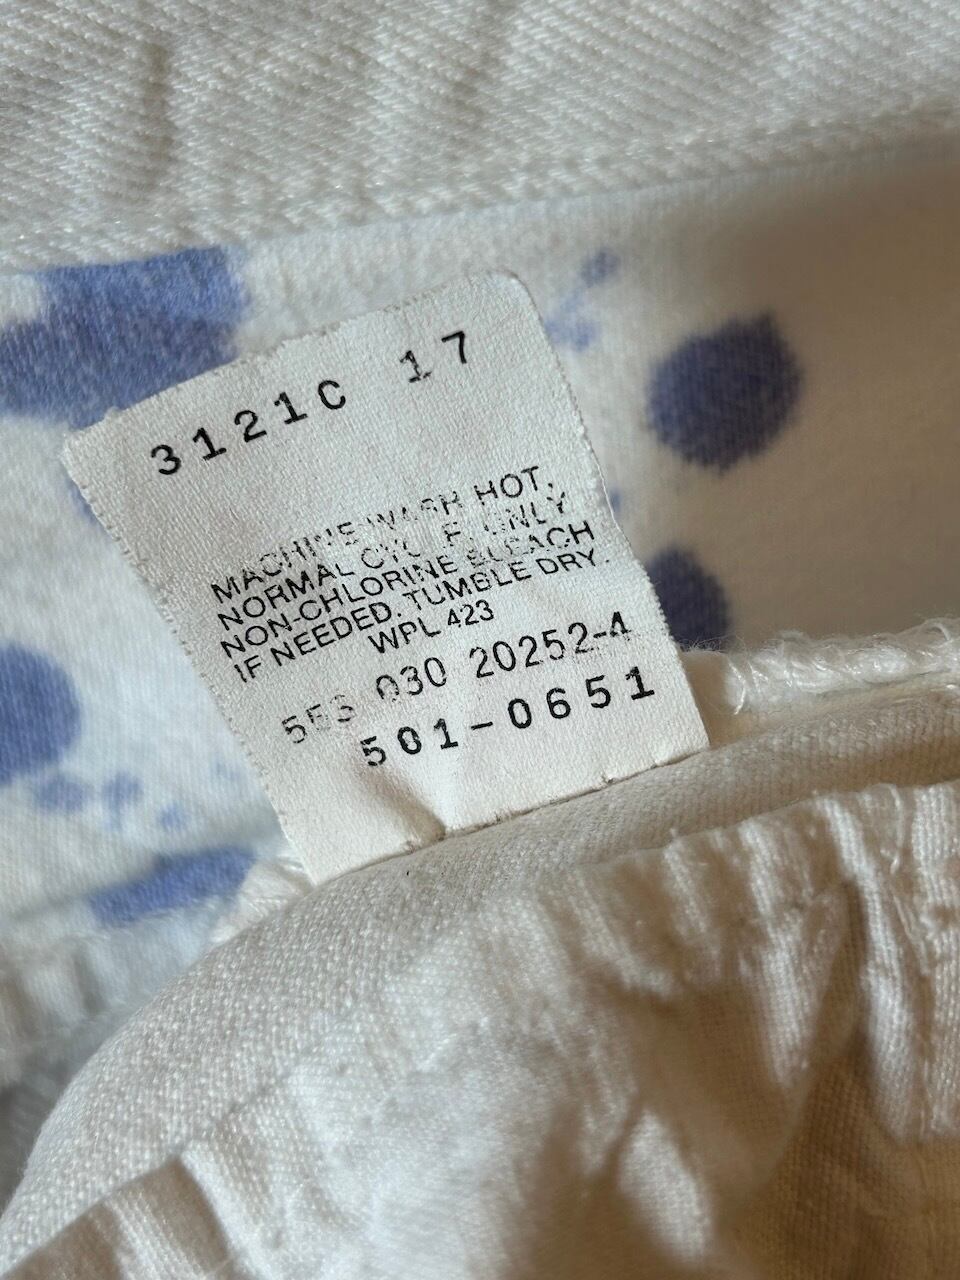 3121C 17
MACHINE WASH HOT,
NORMAL CYCLE ONLY
NON-CHLORINE BLEACH
IF NEEDED. TUMBLE DRY.
WPL 423
030 20252-4
501-0651